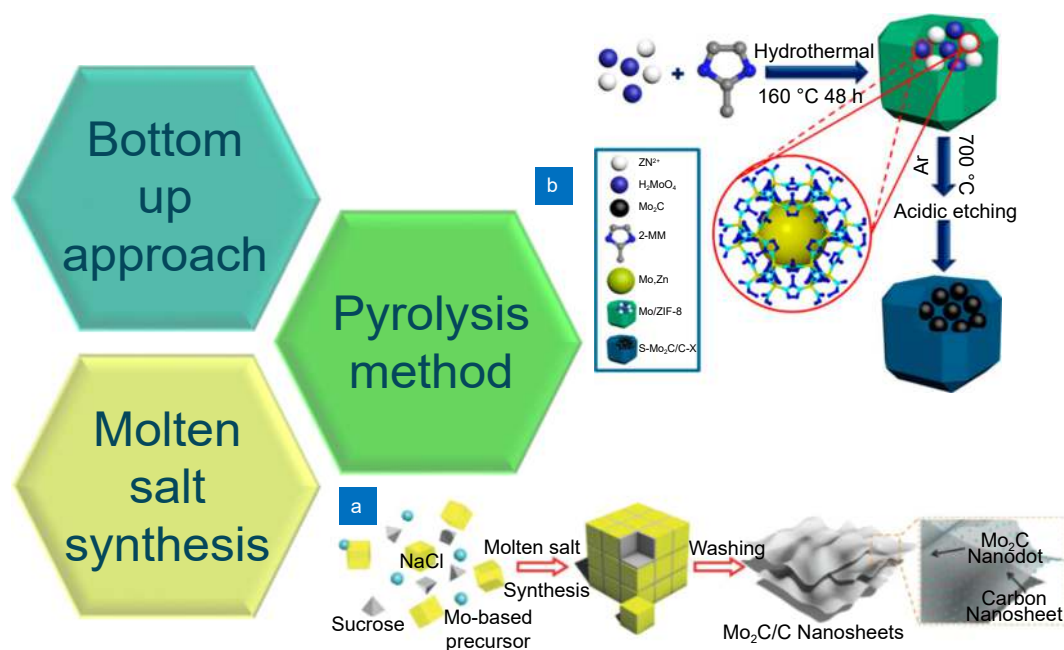 Bottom
up
approach
Pyrolysis
method
Molten
salt
synthesis
b
Hydrothermal
160 °C 48 h
700 °C
Ar
Acidic etching
ZN²⁺
H₂MoO₄
Mo₂C
2-MM
Mo,Zn
Mo/ZIF-8
S-Mo₂C/C-X
a
NaCl
Sucrose
Mo-based
precursor
Molten salt
Synthesis
Washing
Mo₂C/C Nanosheets
Mo₂C
Nanodot
Carbon
Nanosheet